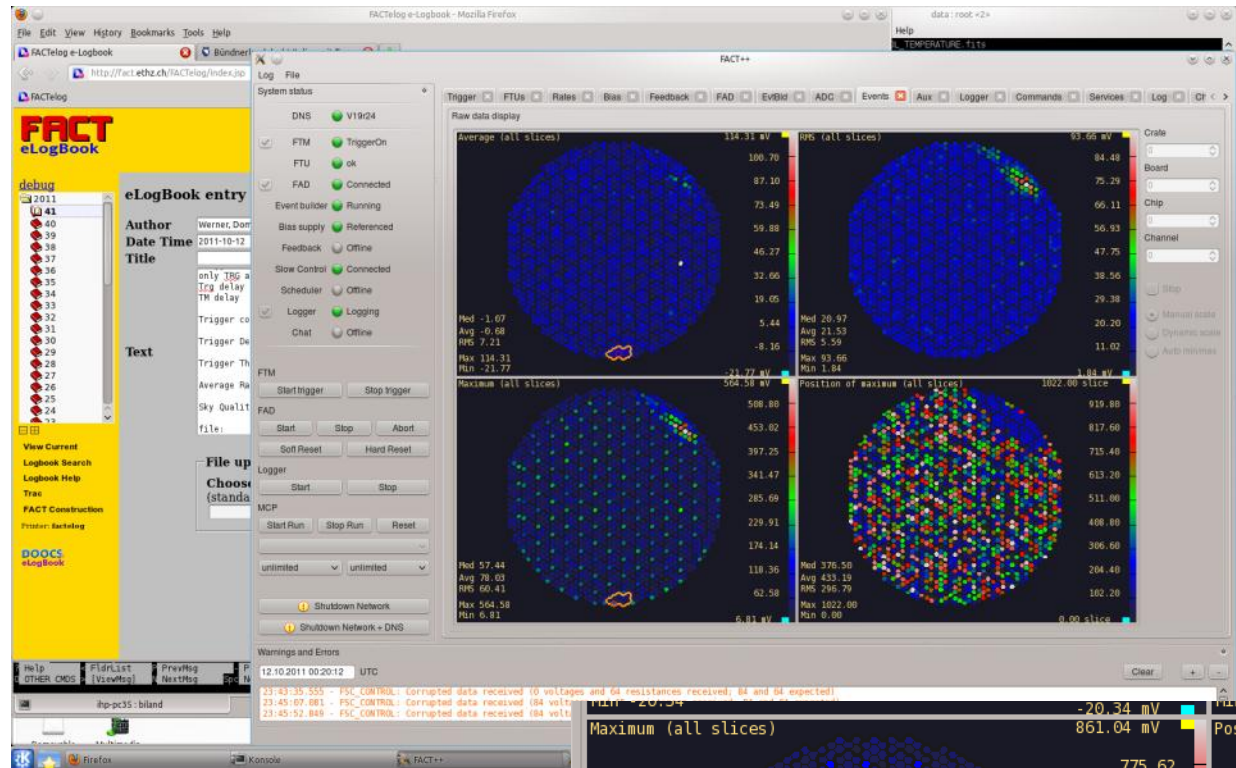 FACTelog e-Logbook - Mozilla Firefox
data : root <2>
File Edit View History Bookmarks Tools Help
Help
FACTelog e-Logbook
OL_TEMPERATURE.fits
http://fact.ethz.ch/FACTelog/index.jsp
FACTelog
FACT
eLogBook
debug
2011
41
40
39
38
37
36
35
34
33
32
31
30
29
28
27
26
25
24
View Current
Logbook Search
Logbook Help
Trac
FACT Construction
Printer: factelog
DOOCS
eLogBook
eLogBook entry
Author Werner, Dom
Date Time 2011-10-12
Title
Text
only TRG a
Trg delay
TM delay
Trigger co
Trigger De
Trigger Th
Average Ra
Sky Qualit
file:
File up
Choose
(standa
FACT++
Log File
System status
DNS V19r24
FTM TriggerOn
FTU ok
FAD Connected
Event builder Running
Bias supply Referenced
Feedback Offline
Slow Control Connected
Scheduler Offline
Logger Logging
Chat Offline
FTM
Start trigger Stop trigger
FAD
Start Stop Abort
Soft Reset Hard Reset
Logger
Start Stop
MCP
Start Run Stop Run Reset
unlimited unlimited
Shutdown Network
Shutdown Network + DNS
Trigger FTUs Rates Bias Feedback FAD EvtBld ADC Events Aux Logger Commands Services Log
Raw data display
Average (all slices) 114.31 mV
100.70
87.10
73.49
59.88
46.27
32.66
19.05
5.44
-8.16
-21.77 mV
Med -1.07
Avg -0.68
RMS 7.21
Max 114.31
Min -21.77
RMS (all slices) 93.66 mV
84.48
75.29
66.11
56.93
47.75
38.56
29.38
20.20
11.02
1.84 mV
Med 20.97
Avg 21.53
RMS 5.59
Max 93.66
Min 1.84
Maximum (all slices) 564.58 mV
508.80
453.02
397.25
341.47
285.69
229.91
174.14
118.36
62.58
6.81 mV
Med 57.44
Avg 78.03
RMS 60.41
Max 564.58
Min 6.81
Position of maximum (all slices) 1022.00 slice
919.80
817.60
715.40
613.20
511.00
408.80
306.60
204.40
102.20
0.00 slice
Med 376.50
Avg 433.19
RMS 296.79
Max 1022.00
Min 0.00
Crate
0
Board
0
Chip
0
Channel
0
Stop
Manual scale
Dynamic scale
Warnings and Errors
12.10.2011 00:20:12 UTC
Clear + -
23:43:35.555 - FSC_CONTROL: Corrupted data received (0 voltages and 64 resistances received; 84 and 64 expected)
23:45:07.081 - FSC_CONTROL: Corrupted data received (84 volt
23:45:52.849 - FSC_CONTROL: Corrupted data received (84 volt
? Help < FldrList P PrevMsg
O OTHER CMDS > [ViewMsg] N NextMsg
ihp-pc35 : biland
Firefox
Konsole
FACT++
Min -20.34
-20.34 mV
Maximum (all slices) 861.04 mV
775.62